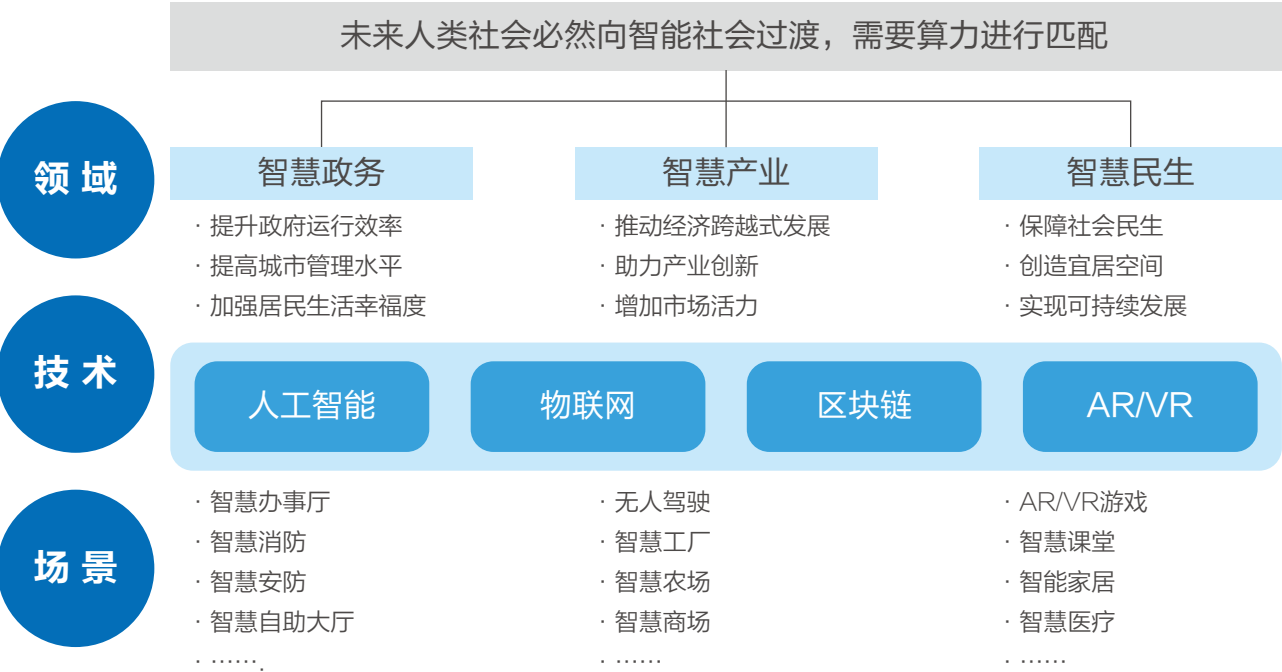 未来人类社会必然向智能社会过渡，需要算力进行匹配
领域
智慧政务
智慧产业
智慧民生
· 提升政府运行效率
· 提高城市管理水平
· 加强居民生活幸福度
· 推动经济跨越式发展
· 助力产业创新
· 增加市场活力
· 保障社会民生
· 创造宜居空间
· 实现可持续发展
技术
人工智能
物联网
区块链
AR/VR
场景
· 智慧办事厅
· 智慧消防
· 智慧安防
· 智慧自助大厅
· …….
· 无人驾驶
· 智慧工厂
· 智慧农场
· 智慧商场
· ……
· AR/VR游戏
· 智慧课堂
· 智能家居
· 智慧医疗
· ……